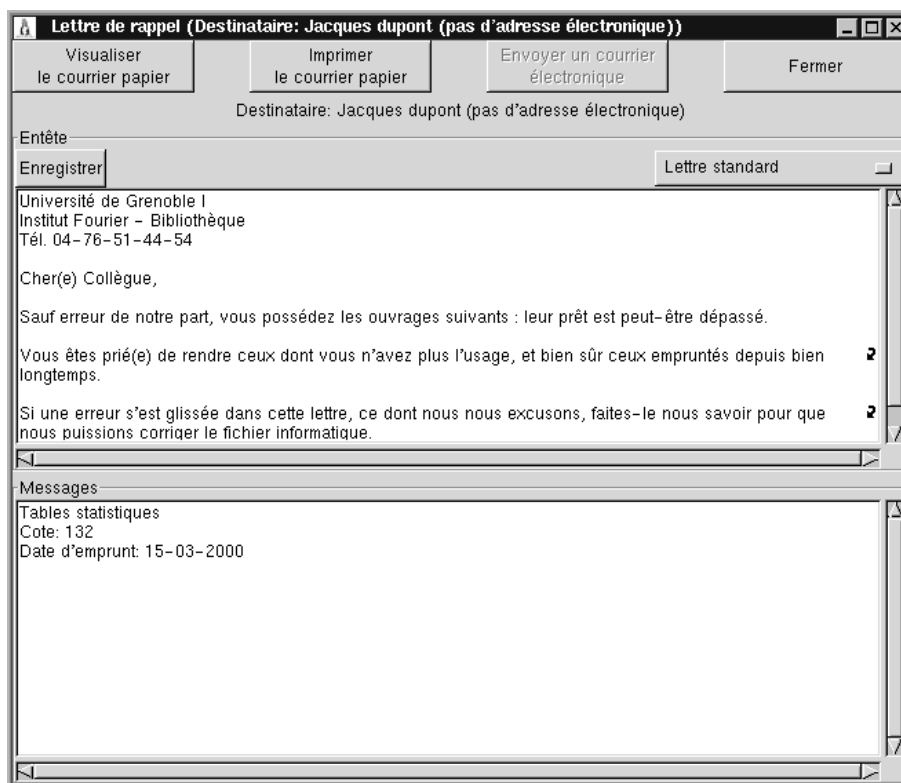 Lettre de rappel (Destinataire: Jacques dupont (pas d'adresse électronique))
Visualiser
le courrier papier
Imprimer
le courrier papier
Envoyer un courrier
électronique
Fermer
Destinataire: Jacques dupont (pas d'adresse électronique)
Entête
Enregistrer
Lettre standard
Université de Grenoble I
Institut Fourier - Bibliothèque
Tél. 04-76-51-44-54
Cher(e) Collègue,
Sauf erreur de notre part, vous possédez les ouvrages suivants : leur prêt est peut-être dépassé.
Vous êtes prié(e) de rendre ceux dont vous n'avez plus l'usage, et bien sûr ceux empruntés depuis bien
longtemps.
Si une erreur s'est glissée dans cette lettre, ce dont nous nous excusons, faites-le nous savoir pour que
nous puissions corriger le fichier informatique.
Messages
Tables statistiques
Cote: 132
Date d'emprunt: 15-03-2000